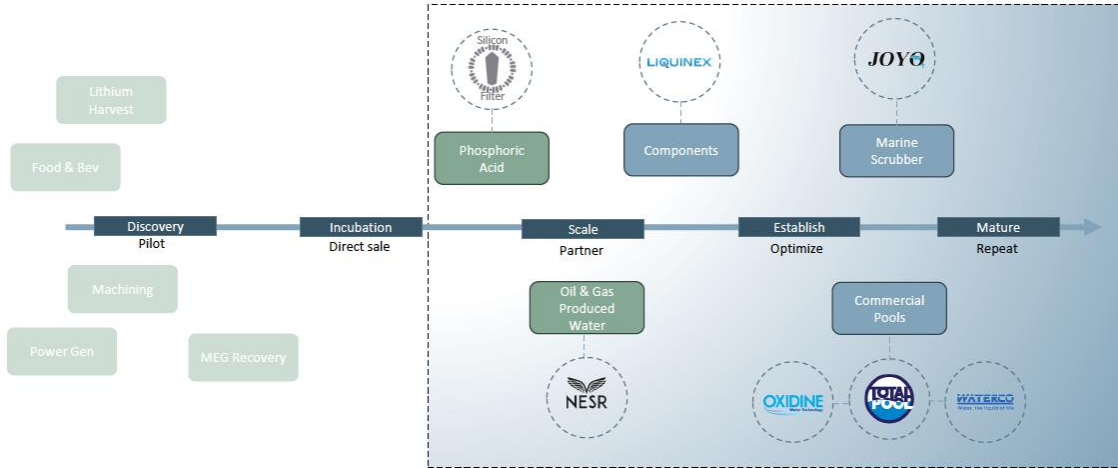 Silicon
Filter
LIQUINEX
JOYO
Lithium
Harvest
Phosphoric
Acid
Components
Marine
Scrubber
Food & Bev
Discovery
Pilot
Incubation
Direct sale
Scale
Partner
Establish
Optimize
Mature
Repeat
Machining
Oil & Gas
Produced
Water
Commercial
Pools
Power Gen
MEG Recovery
NESR
OXIDINE
Water Technology
TOTAL
POOL
WATERCO
Water, the liquid of life